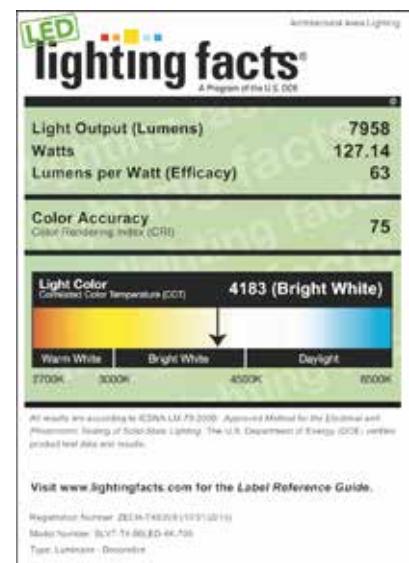 Architectural Area Lighting
LED
lighting facts®
A Program of the U.S. DOE
Light Output (Lumens) 7958
Watts 127.14
Lumens per Watt (Efficacy) 63
Color Accuracy 75
Color Rendering Index (CRI)
Light Color 4183 (Bright White)
Correlated Color Temperature (CCT)
Warm White Bright White Daylight
2700K 3000K 4500K 6500K
All results are according to IESNA LM-79-2008: Approved Method for the Electrical and
Photometric Testing of Solid-State Lighting. The U.S. Department of Energy (DOE) verifies
product test data and results.
Visit www.lightingfacts.com for the Label Reference Guide.
Registration Number:
Model Number:
Type: Luminaire - Decorative